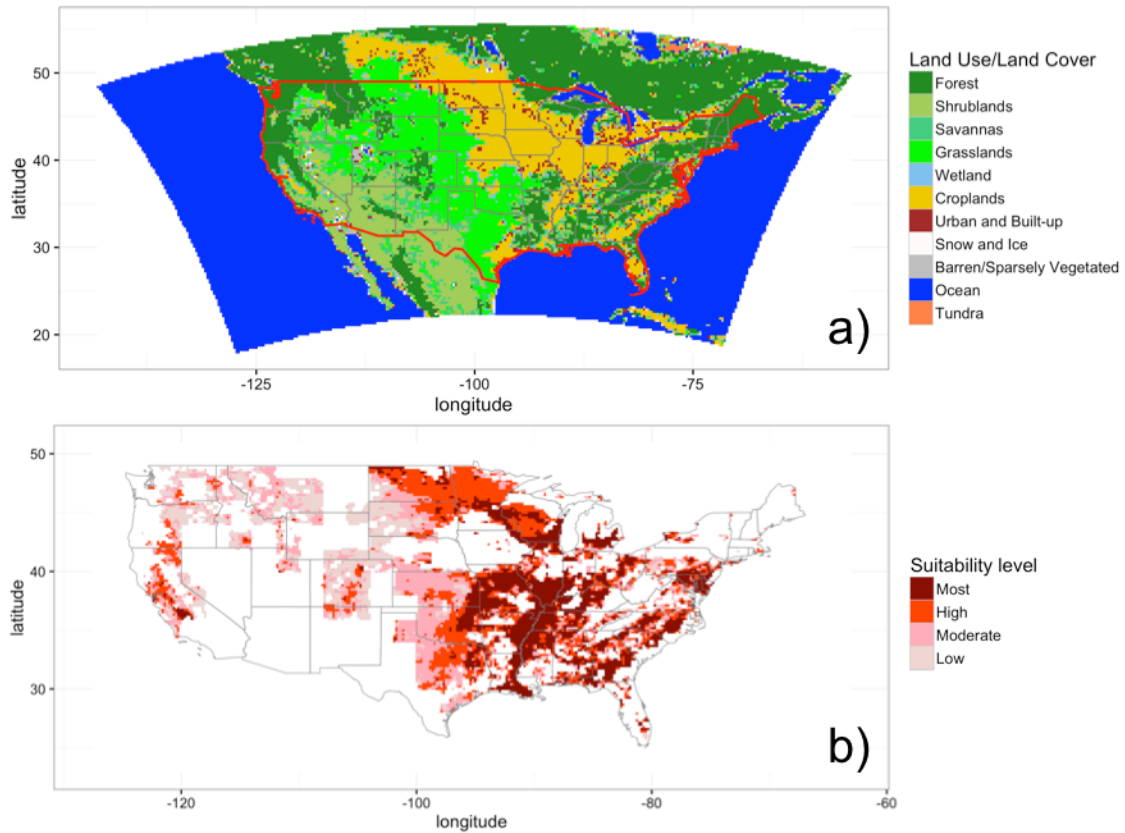 Land Use/Land Cover
Forest
Shrublands
Savannas
Grasslands
Wetland
Croplands
Urban and Built-up
Snow and Ice
Barren/Sparsely Vegetated
Ocean
Tundra
latitude
50
40
30
20
a)
-125
-100
-75
longitude
Suitability level
Most
High
Moderate
Low
latitude
50
40
30
b)
-120
-100
-80
-60
longitude